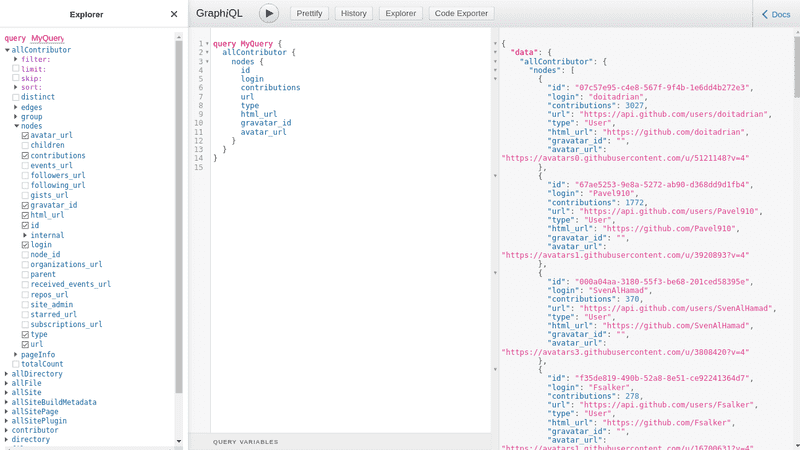 Explorer
query MyQuery
allContributor
filter:
limit:
skip:
sort:
distinct
edges
group
nodes
avatar_url
children
contributions
events_url
followers_url
following_url
gists_url
gravatar_id
html_url
id
internal
login
node_id
organizations_url
parent
received_events_url
repos_url
site_admin
starred_url
subscriptions_url
type
url
pageInfo
totalCount
allDirectory
allFile
allSite
allSiteBuildMetadata
allSitePage
allSitePlugin
contributor
directory
GraphiQL
Prettify
History
Explorer
Code Exporter
Docs
1 query MyQuery {
2 allContributor {
3 nodes {
4 id
5 login
6 contributions
7 url
8 type
9 html_url
10 gravatar_id
11 avatar_url
12 }
13 }
14 }
15
QUERY VARIABLES
{
"data": {
"allContributor": {
"nodes": [
{
"id": "07c57e95-c4e8-567f-9f4b-1e6dd4b272e3",
"login": "doitadrian",
"contributions": 3027,
"url": "https://api.github.com/users/doitadrian",
"type": "User",
"html_url": "https://github.com/doitadrian",
"gravatar_id": "",
"avatar_url":
"https://avatars0.githubusercontent.com/u/5121148?v=4"
},
{
"id": "67ae5253-9e8a-5272-ab90-d368dd9d1fb4",
"login": "Pavel910",
"contributions": 1772,
"url": "https://api.github.com/users/Pavel910",
"type": "User",
"html_url": "https://github.com/Pavel910",
"gravatar_id": "",
"avatar_url":
"https://avatars1.githubusercontent.com/u/3920893?v=4"
},
{
"id": "000a04aa-3180-55f3-be68-201ced58395e",
"login": "SvenAlHamad",
"contributions": 370,
"url": "https://api.github.com/users/SvenAlHamad",
"type": "User",
"html_url": "https://github.com/SvenAlHamad",
"gravatar_id": "",
"avatar_url":
"https://avatars3.githubusercontent.com/u/3808420?v=4"
},
{
"id": "f35de819-490b-52a8-8e51-ce92241364d7",
"login": "Fsalker",
"contributions": 278,
"url": "https://api.github.com/users/Fsalker",
"type": "User",
"html_url": "https://github.com/Fsalker",
"gravatar_id": "",
"avatar_url":
"https://avatars1.githubusercontent.com/u/16700631?v=4"